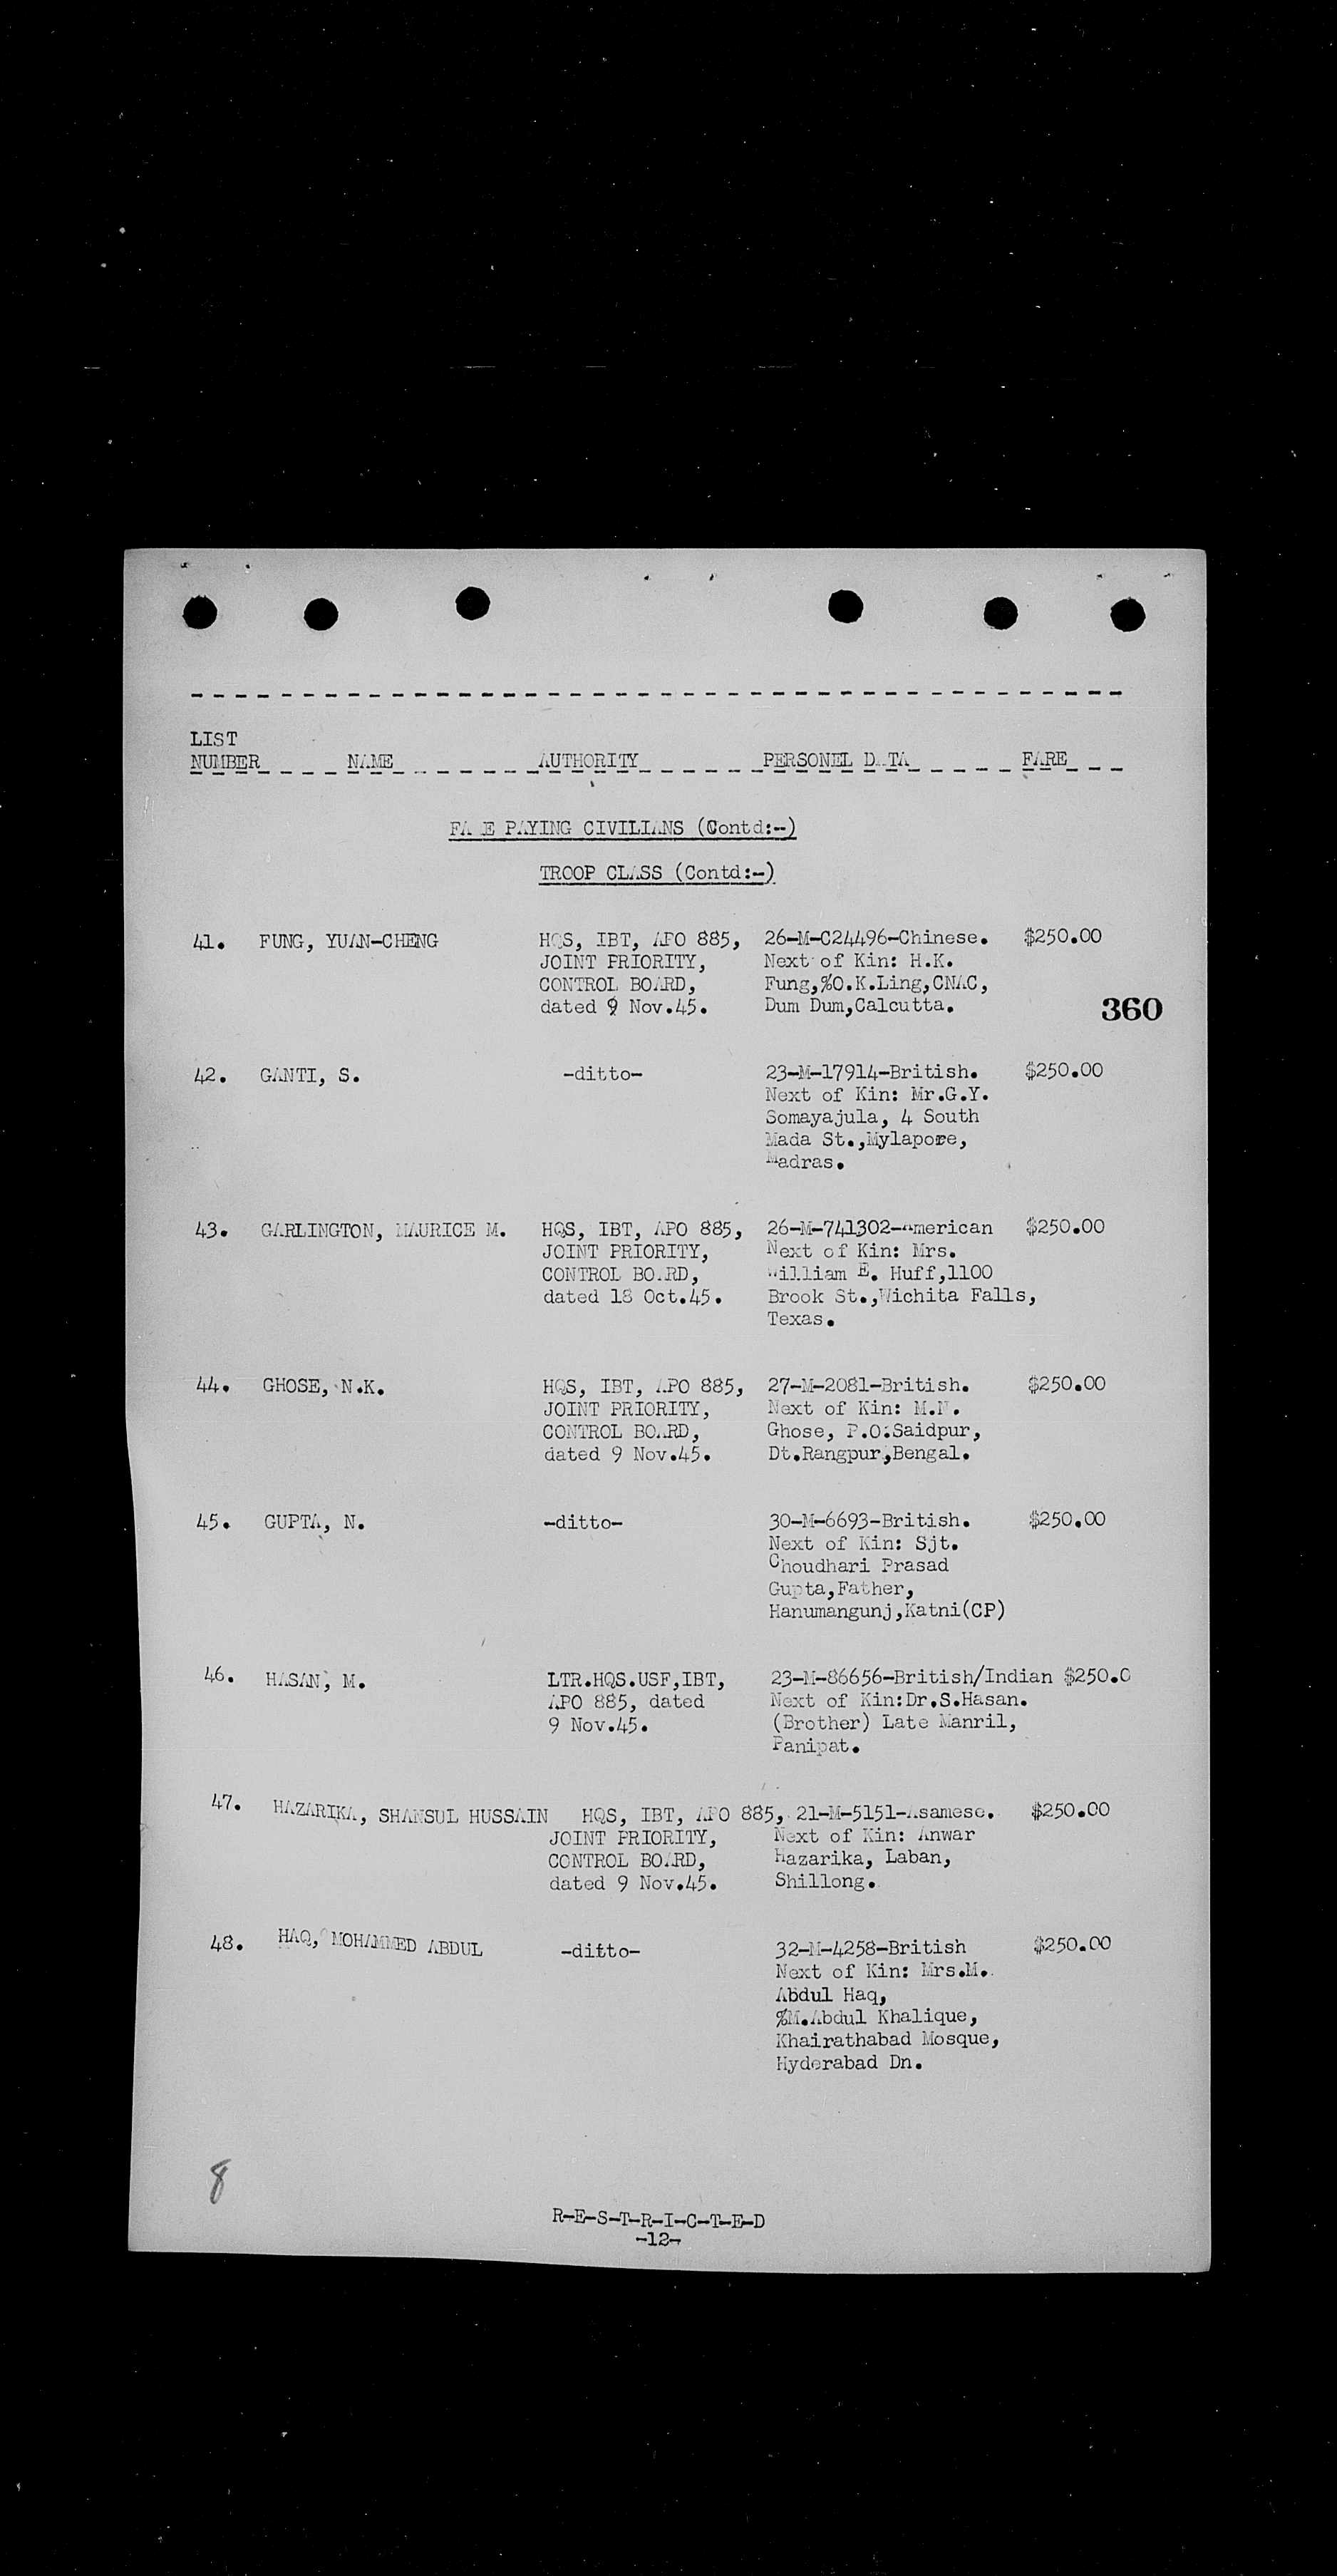 LIST
NUMBER NAME AUTHORITY PERSONEL DATA FARE
FARE PAYING CIVILIANS (Contd:-)
TROOP CLASS (Contd:-)
41. FUNG, YUAN-CHENG HQS, IBT, APO 885, 26-M-C24496-Chinese. $250.00
JOINT PRIORITY, Next of Kin: H.K.
CONTROL BOARD, Fung,%O.K.Ling,CNAC,
dated 9 Nov.45. Dum Dum,Calcutta.
360
42. GANTI, S. -ditto- 23-M-17914-British. $250.00
Next of Kin: Mr.G.Y.
Somayajula, 4 South
Mada St.,Mylapore,
Madras.
43. GARLINGTON, MAURICE M. HQS, IBT, APO 885, 26-M-741302-American $250.00
JOINT PRIORITY, Next of Kin: Mrs.
CONTROL BOARD, William E. Huff,1100
dated 18 Oct.45. Brook St.,Wichita Falls,
Texas.
44. GHOSE, N.K. HQS, IBT, APO 885, 27-M-2081-British. $250.00
JOINT PRIORITY, Next of Kin:
CONTROL BOARD, Ghose, P.O:Saidpur,
dated 9 Nov.45. Dt.Rangpur,Bengal.
45. GUPTA, N. -ditto- 30-M-6693-British. $250.00
Next of Kin: Sjt.
Choudhari Prasad
Gupta,Father,
Hanumangunj,Katni(CP)
46. HASAN, M. LTR.HQS.USF,IBT, 23-M-86656-British/Indian $250.0
APO 885, dated Next of Kin:Dr.S.Hasan.
9 Nov.45. (Brother) Late Manril,
Panipat.
47. HAZARIKA, SHAMSUL HUSSAIN HQS, IBT, APO 885, 21-M-5151-Asamese. $250.00
JOINT PRIORITY, Next of Kin: Anwar
CONTROL BOARD, Hazarika, Laban,
dated 9 Nov.45. Shillong.
48. HAQ, MOHAMMED ABDUL -ditto- 32-M-4258-British $250.00
Next of Kin: Mrs.M.
Abdul Haq,
%M.Abdul Khalique,
Khairathabad Mosque,
Hyderabad Dn.
8
R-E-S-T-R-I-C-T-E-D
-12-